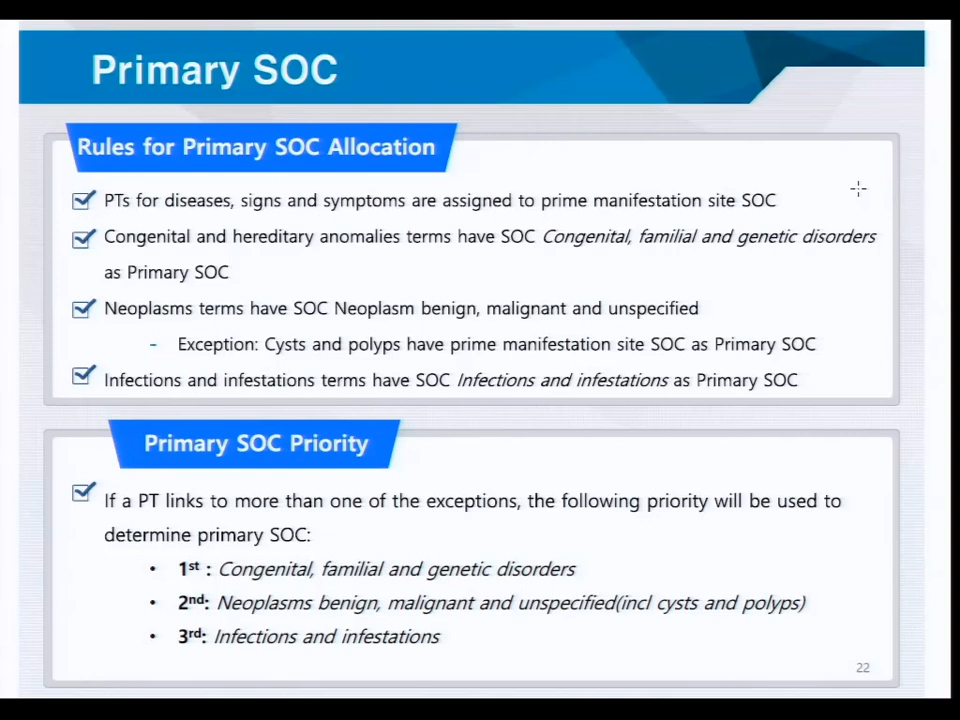 Primary SOC
Rules for Primary SOC Allocation
PTs for diseases, signs and symptoms are assigned to prime manifestation site SOC
Congenital and hereditary anomalies terms have SOC Congenital, familial and genetic disorders
as Primary SOC
Neoplasms terms have SOC Neoplasm benign, malignant and unspecified
- Exception: Cysts and polyps have prime manifestation site SOC as Primary SOC
Infections and infestations terms have SOC Infections and infestations as Primary SOC
Primary SOC Priority
If a PT links to more than one of the exceptions, the following priority will be used to
determine primary SOC:
• 1st : Congenital, familial and genetic disorders
• 2nd: Neoplasms benign, malignant and unspecified(incl cysts and polyps)
• 3rd: Infections and infestations
22